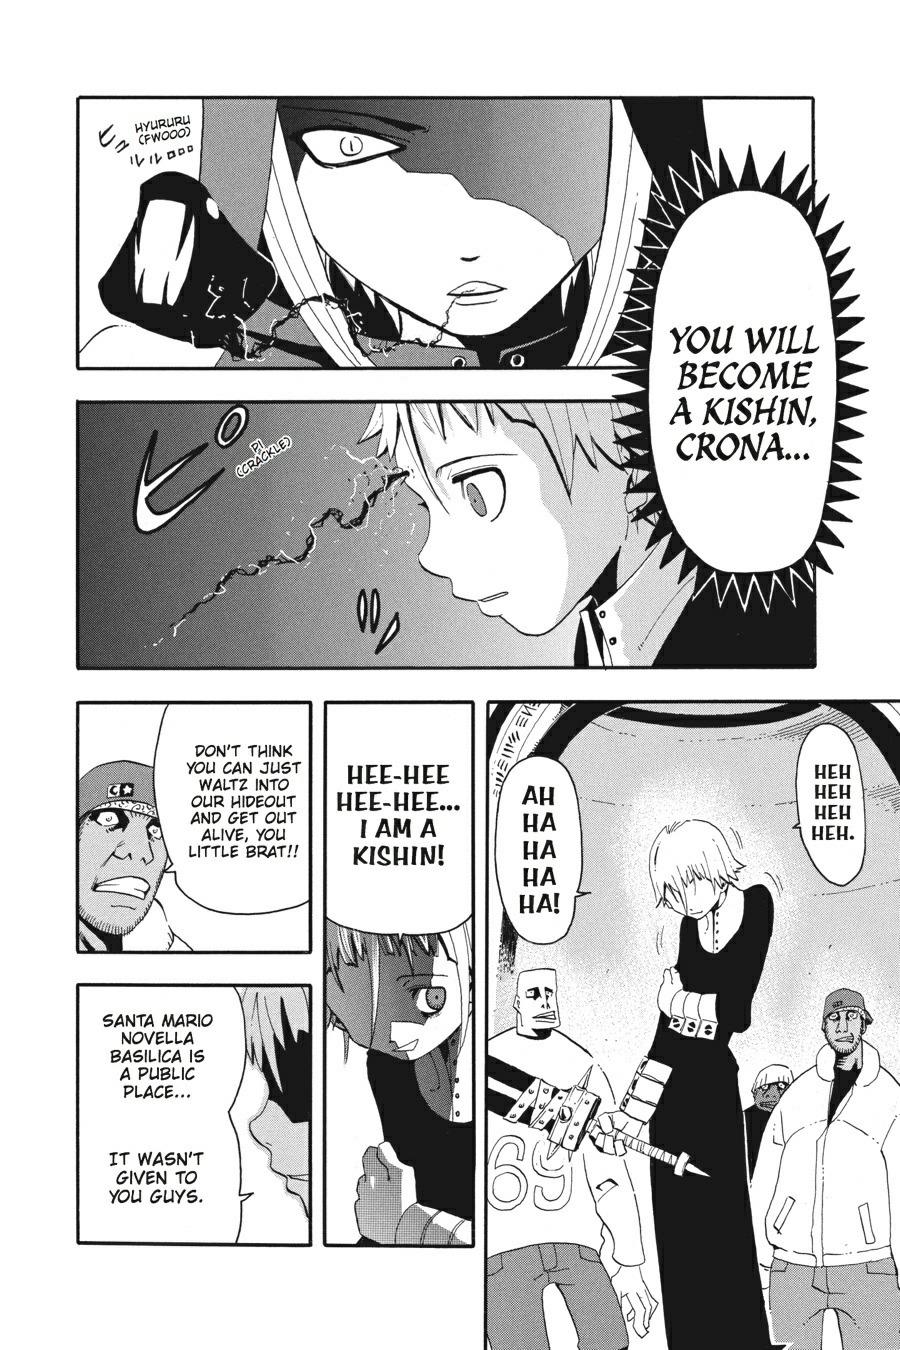 HYURURU
(FWOOO)
ヒュ
ルルロロロ
YOU WILL
BECOME
A KISHIN,
CRONA...
ピ
PI
(CRACKLE)
HEH
HEH
HEH
HEH.
AH
HA
HA
HA
HA!
69
HEE-HEE
HEE-HEE...
I AM A
KISHIN!
DON'T THINK
YOU CAN JUST
WALTZ INTO
OUR HIDEOUT
AND GET OUT
ALIVE, YOU
LITTLE BRAT!!
SANTA MARIO
NOVELLA
BASILICA IS
A PUBLIC
PLACE...
IT WASN'T
GIVEN TO
YOU GUYS.